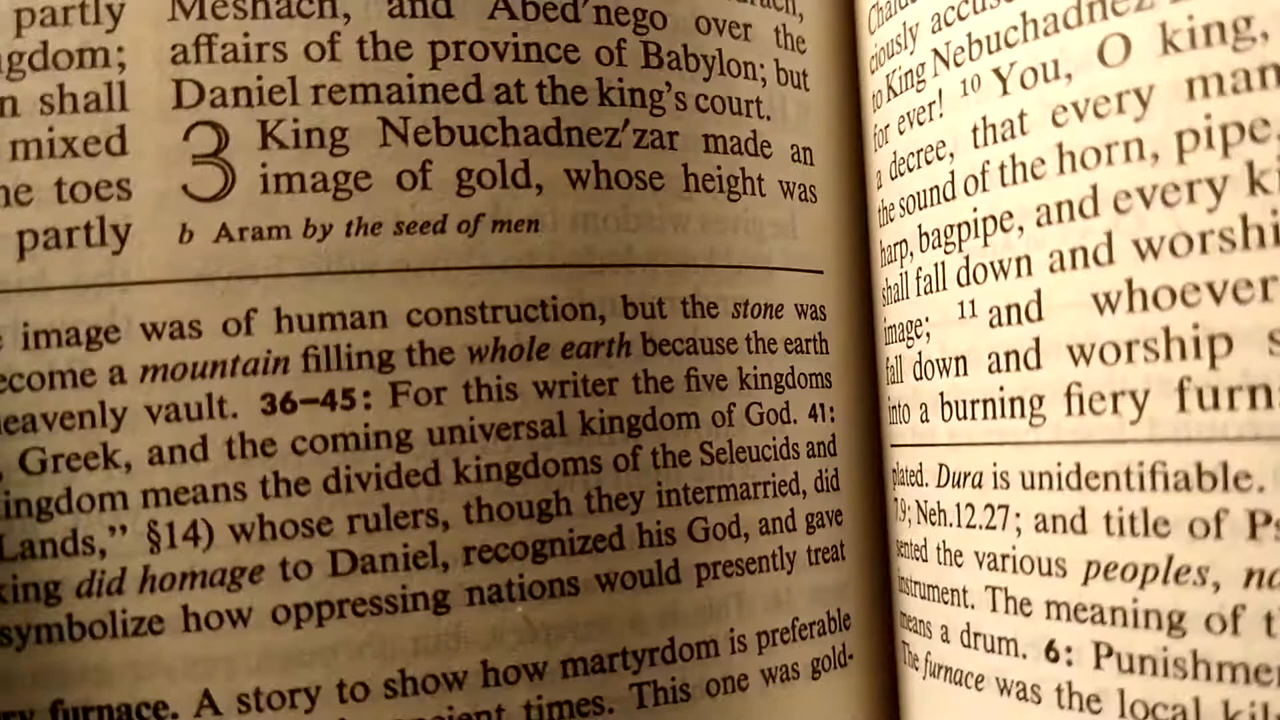 partly
gdom;
n shall
mixed
ne toes
partly
Meshach, and Abed'nego over the
affairs of the province of Babylon; but
Daniel remained at the king's court.
3 King Nebuchadnez'zar made an
image of gold, whose height was
b Aram by the seed of men
image was of human construction, but the stone was
ecome a mountain filling the whole earth because the earth
eavenly vault. 36–45: For this writer the five kingdoms
, Greek, and the coming universal kingdom of God. 41:
ingdom means the divided kingdoms of the Seleucids and
Lands," §14) whose rulers, though they intermarried, did
king did homage to Daniel, recognized his God, and gave
symbolize how oppressing nations would presently treat
ry furnace. A story to show how martyrdom is preferable
times. This one was gold-
ciously accus
to King Nebuchadnez
for ever! 10 You, O king,
a decree, that every man
the sound of the horn, pipe,
harp, bagpipe, and every ki
shall fall down and worshi
image; 11 and whoever
fall down and worship s
into a burning fiery furn
plated. Dura is unidentifiable.
7.9; Neh.12.27; and title of Ps
sented the various peoples, na
instrument. The meaning of t
means a drum. 6: Punishme
The furnace was the local kil